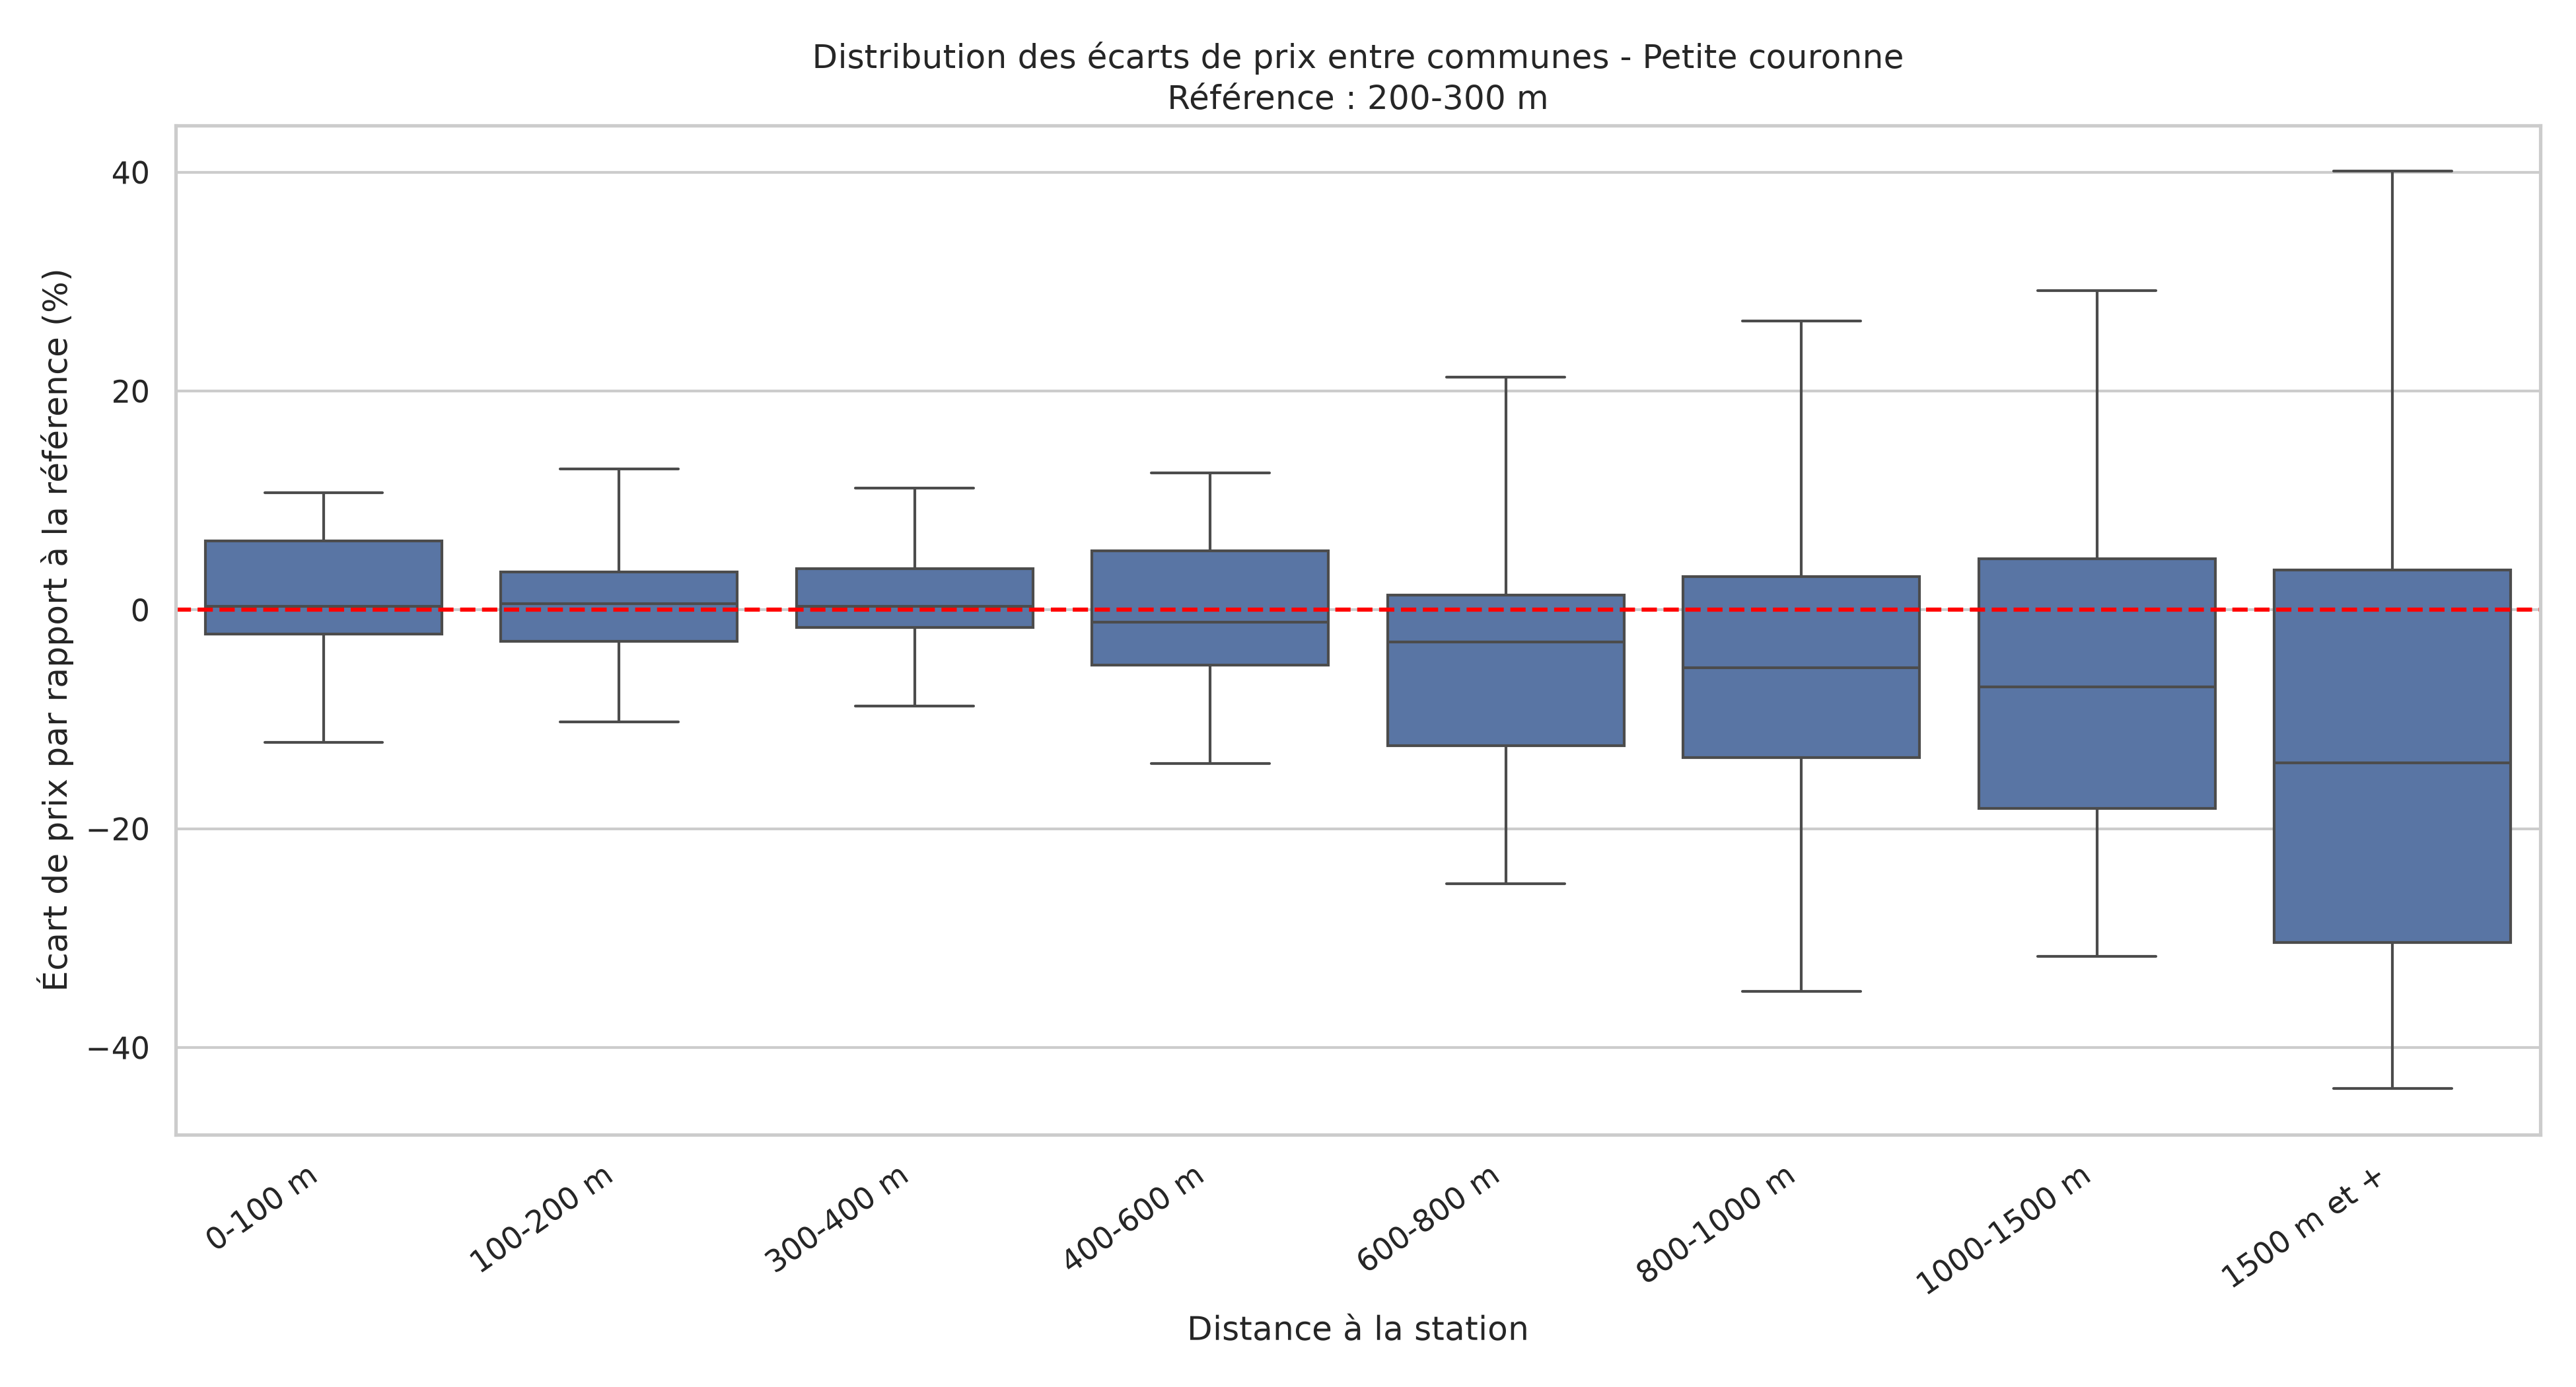 Distribution des écarts de prix entre communes - Petite couronne
Référence : 200-300 m
Écart de prix par rapport à la référence (%)
40
20
0
−20
−40
0-100 m
100-200 m
300-400 m
400-600 m
600-800 m
800-1000 m
1000-1500 m
1500 m et +
Distance à la station